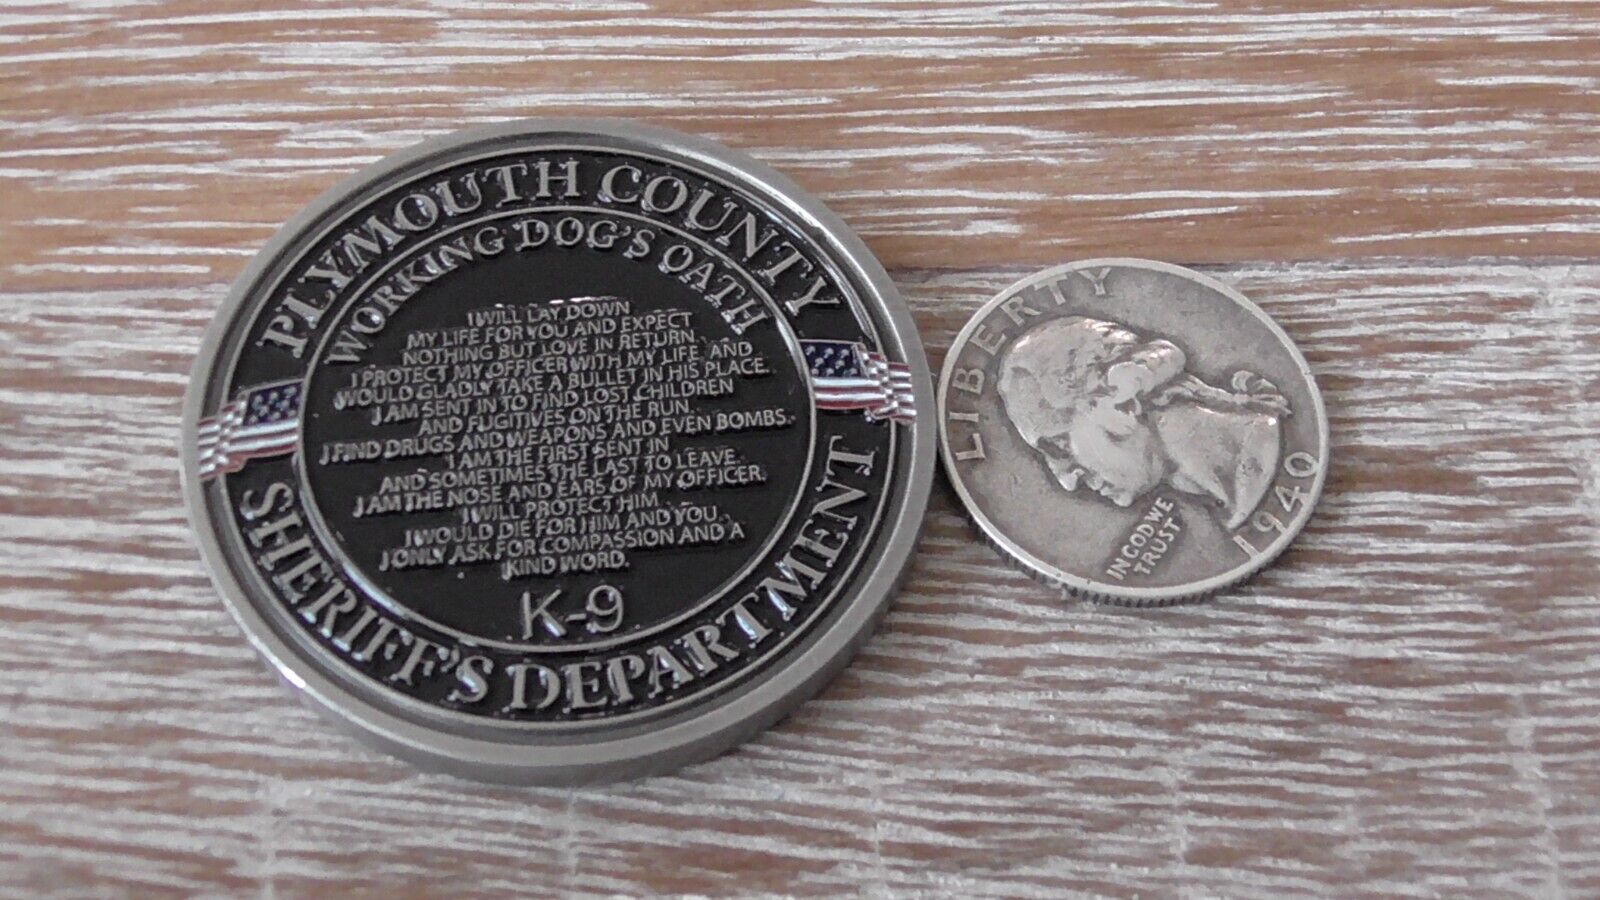 PLYMOUTH COUNTY
WORKING DOG'S OATH
I WILL LAY DOWN
MY LIFE FOR YOU AND EXPECT
NOTHING BUT LOVE IN RETURN.
I PROTECT MY OFFICER WITH MY LIFE, AND
WOULD GLADLY TAKE A BULLET IN HIS PLACE.
I AM SENT IN TO FIND LOST CHILDREN
AND FUGITIVES ON THE RUN.
I FIND DRUGS AND WEAPONS AND EVEN BOMBS.
I AM THE FIRST SENT IN
AND SOMETIMES THE LAST TO LEAVE.
I AM THE NOSE AND EARS OF MY OFFICER.
I WILL PROTECT HIM.
I WOULD DIE FOR HIM AND YOU.
I ONLY ASK FOR COMPASSION AND A
KIND WORD.
K-9
SHERIFF'S DEPARTMENT
LIBERTY
IN GOD WE
TRUST
1940